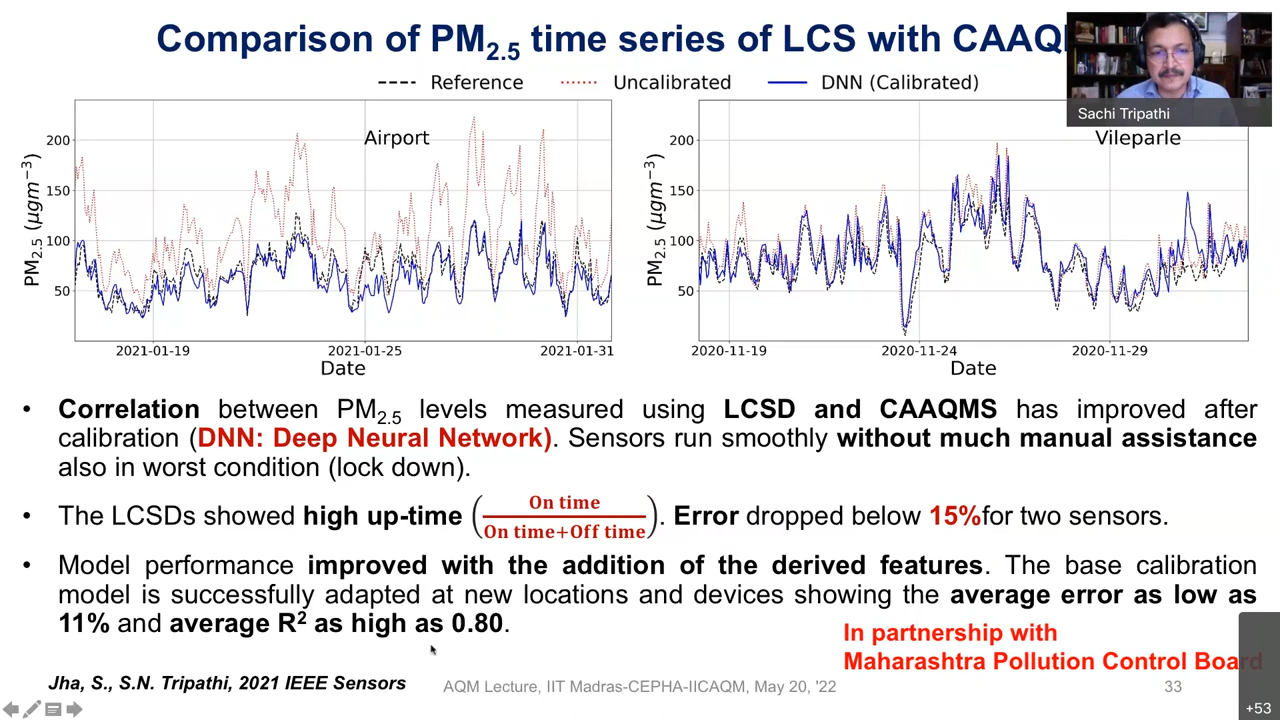 Comparison of PM2.5 time series of LCS with CAAQ
Sachi Tripathi
Reference Uncalibrated DNN (Calibrated)
Airport
PM2.5 (μgm−3)
200
150
100
50
2021-01-19 2021-01-25 2021-01-31
Date
Vileparle
PM2.5 (μgm−3)
200
150
100
50
2020-11-19 2020-11-24 2020-11-29
Date
• Correlation between PM2.5 levels measured using LCSD and CAAQMS has improved after
calibration (DNN: Deep Neural Network). Sensors run smoothly without much manual assistance
also in worst condition (lock down).
• The LCSDs showed high up-time (On time / On time+Off time). Error dropped below 15%for two sensors.
• Model performance improved with the addition of the derived features. The base calibration
model is successfully adapted at new locations and devices showing the average error as low as
11% and average R2 as high as 0.80.
In partnership with
Maharashtra Pollution Control Board
Jha, S., S.N. Tripathi, 2021 IEEE Sensors
AQM Lecture, IIT Madras-CEPHA-IICAQM, May 20, '22
33
+53